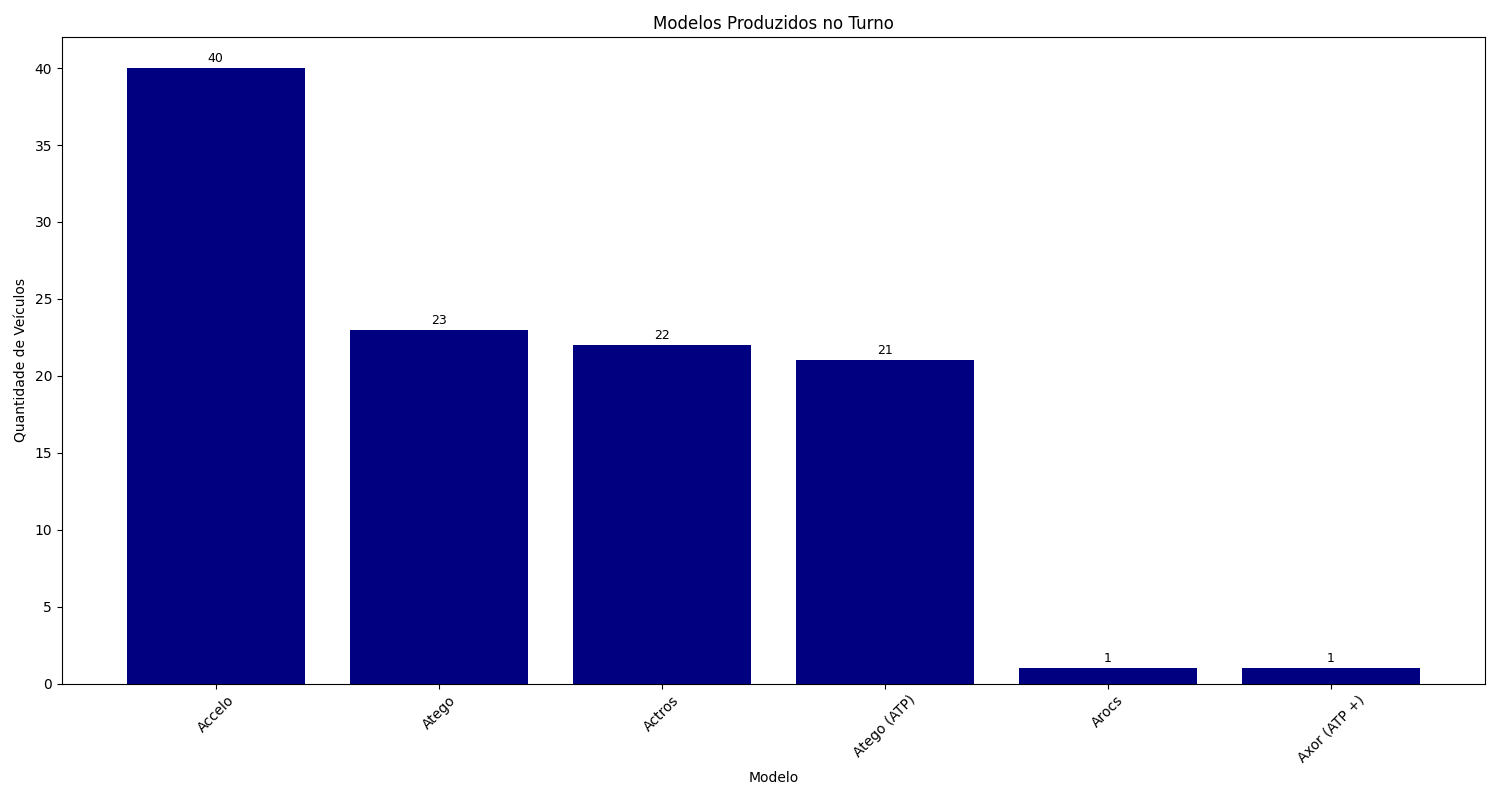 Modelos Produzidos no Turno
40
35
30
25
20
15
10
5
0
Quantidade de Veículos
40
23
22
21
1
1
Accelo
Atego
Actros
Atego (ATP)
Arocs
Axor (ATP +)
Modelo